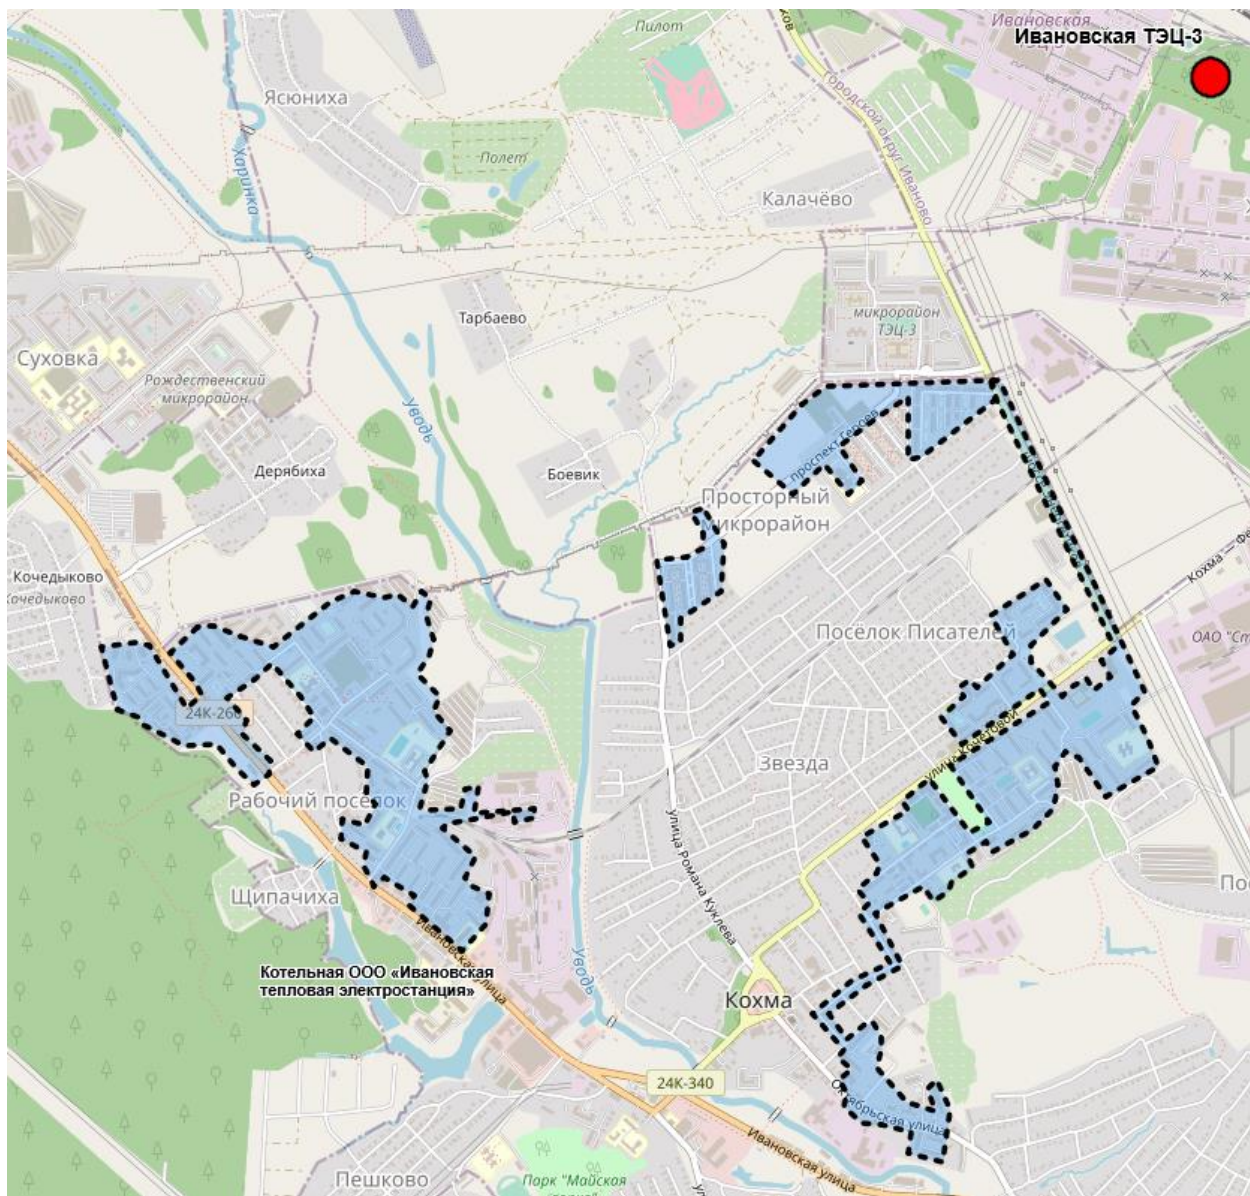 Пилот
Ивановская
Ивановская ТЭЦ-3
Ясюниха
Городской округ Иваново
Харинка
Полет
Калачёво
Тарбаево
микрорайон
ТЭЦ-3
Суховка
Рождественский
микрорайон
Уводь
проспект Героев
Дерябиха
Боевик
Просторный
микрорайон
Кочедыково
Кочедыково
Кохма — Фе
Посёлок Писателей
ОАО "Ст
24К-260
улица Кочетовой
Звезда
Рабочий посёлок
улица Романа Куклева
Щипачиха
Пос
Ивановская улица
Уводь
Котельная ООО «Ивановская
тепловая электростанция»
Кохма
24К-340
Октябрьская улица
Ивановская улица
Пешково
Парк "Майская